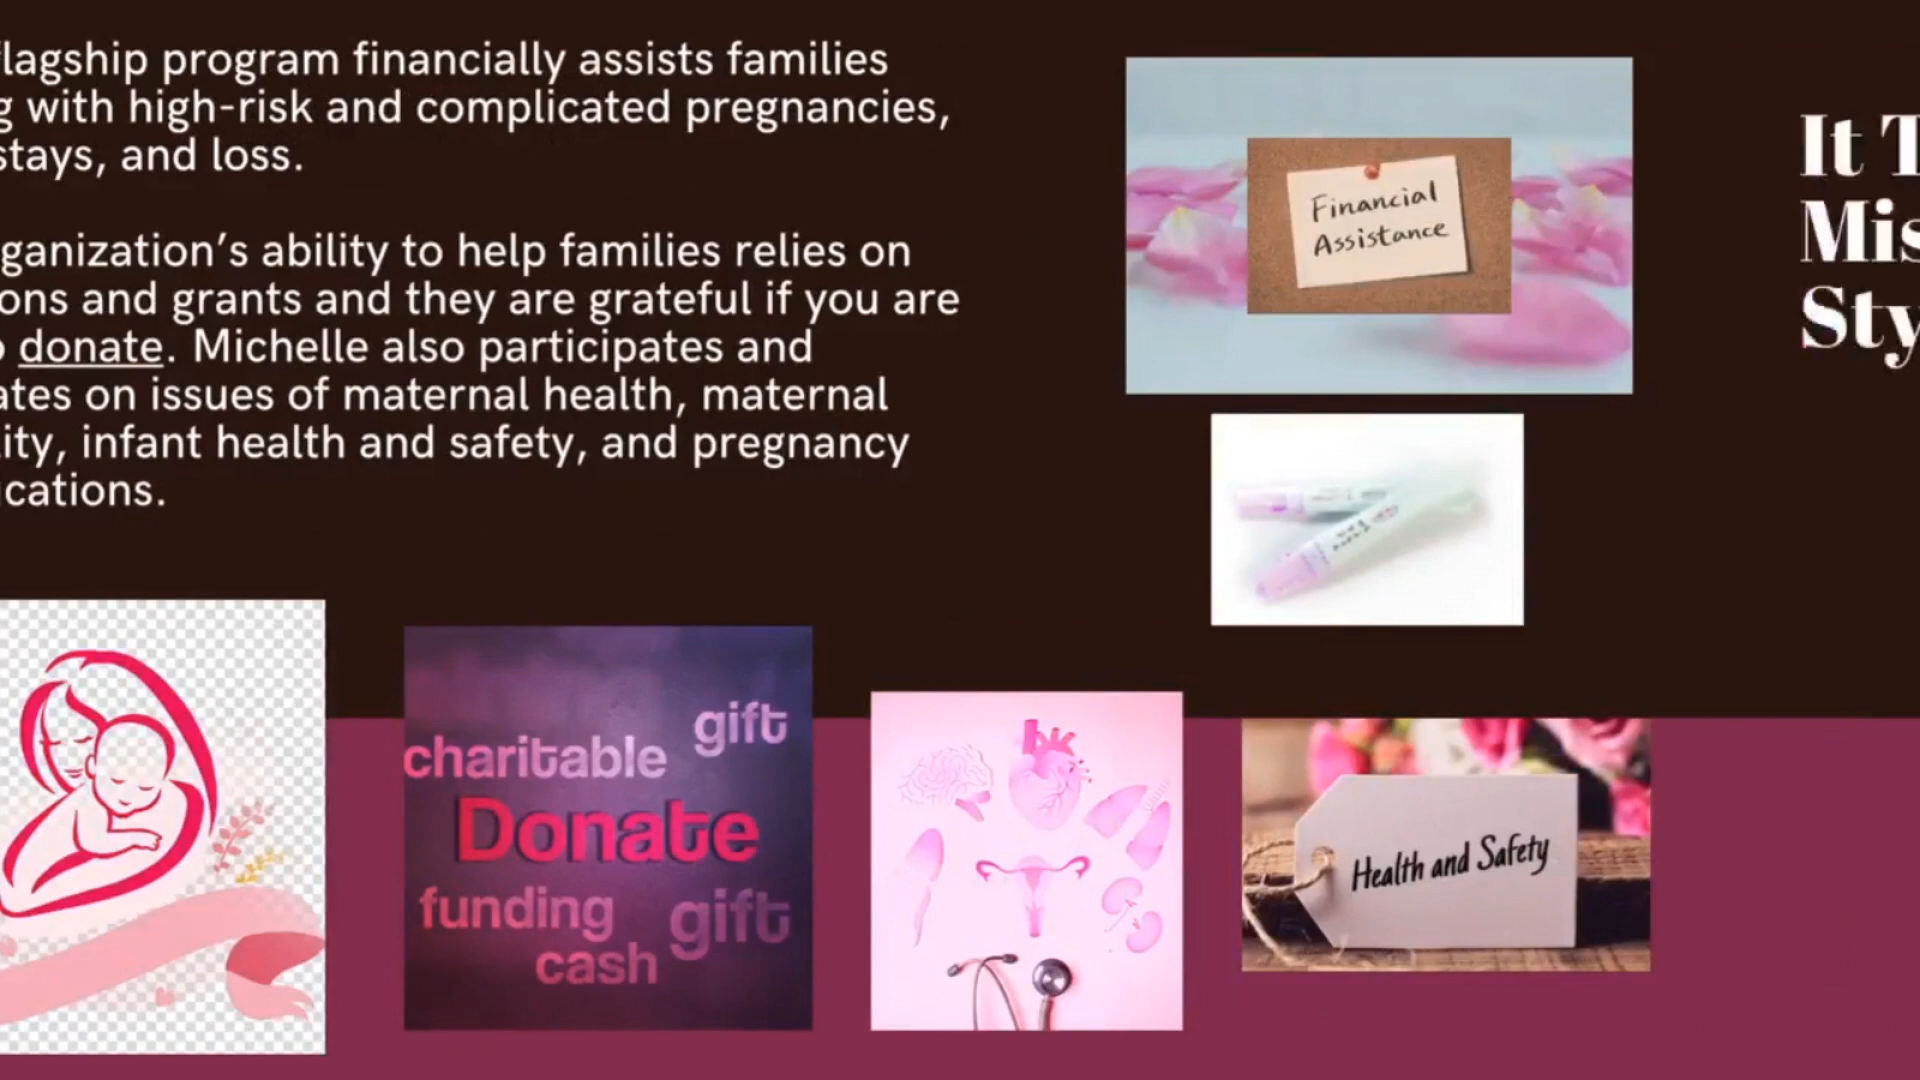 lagship program financially assists families
g with high-risk and complicated pregnancies,
stays, and loss.
ganization's ability to help families relies on
ons and grants and they are grateful if you are
donate. Michelle also participates and
ates on issues of maternal health, maternal
ity, infant health and safety, and pregnancy
ications.
Financial
Assistance
It T
Mis
Sty
gift
charitable
Donate
funding
gift
cash
Health and Safety